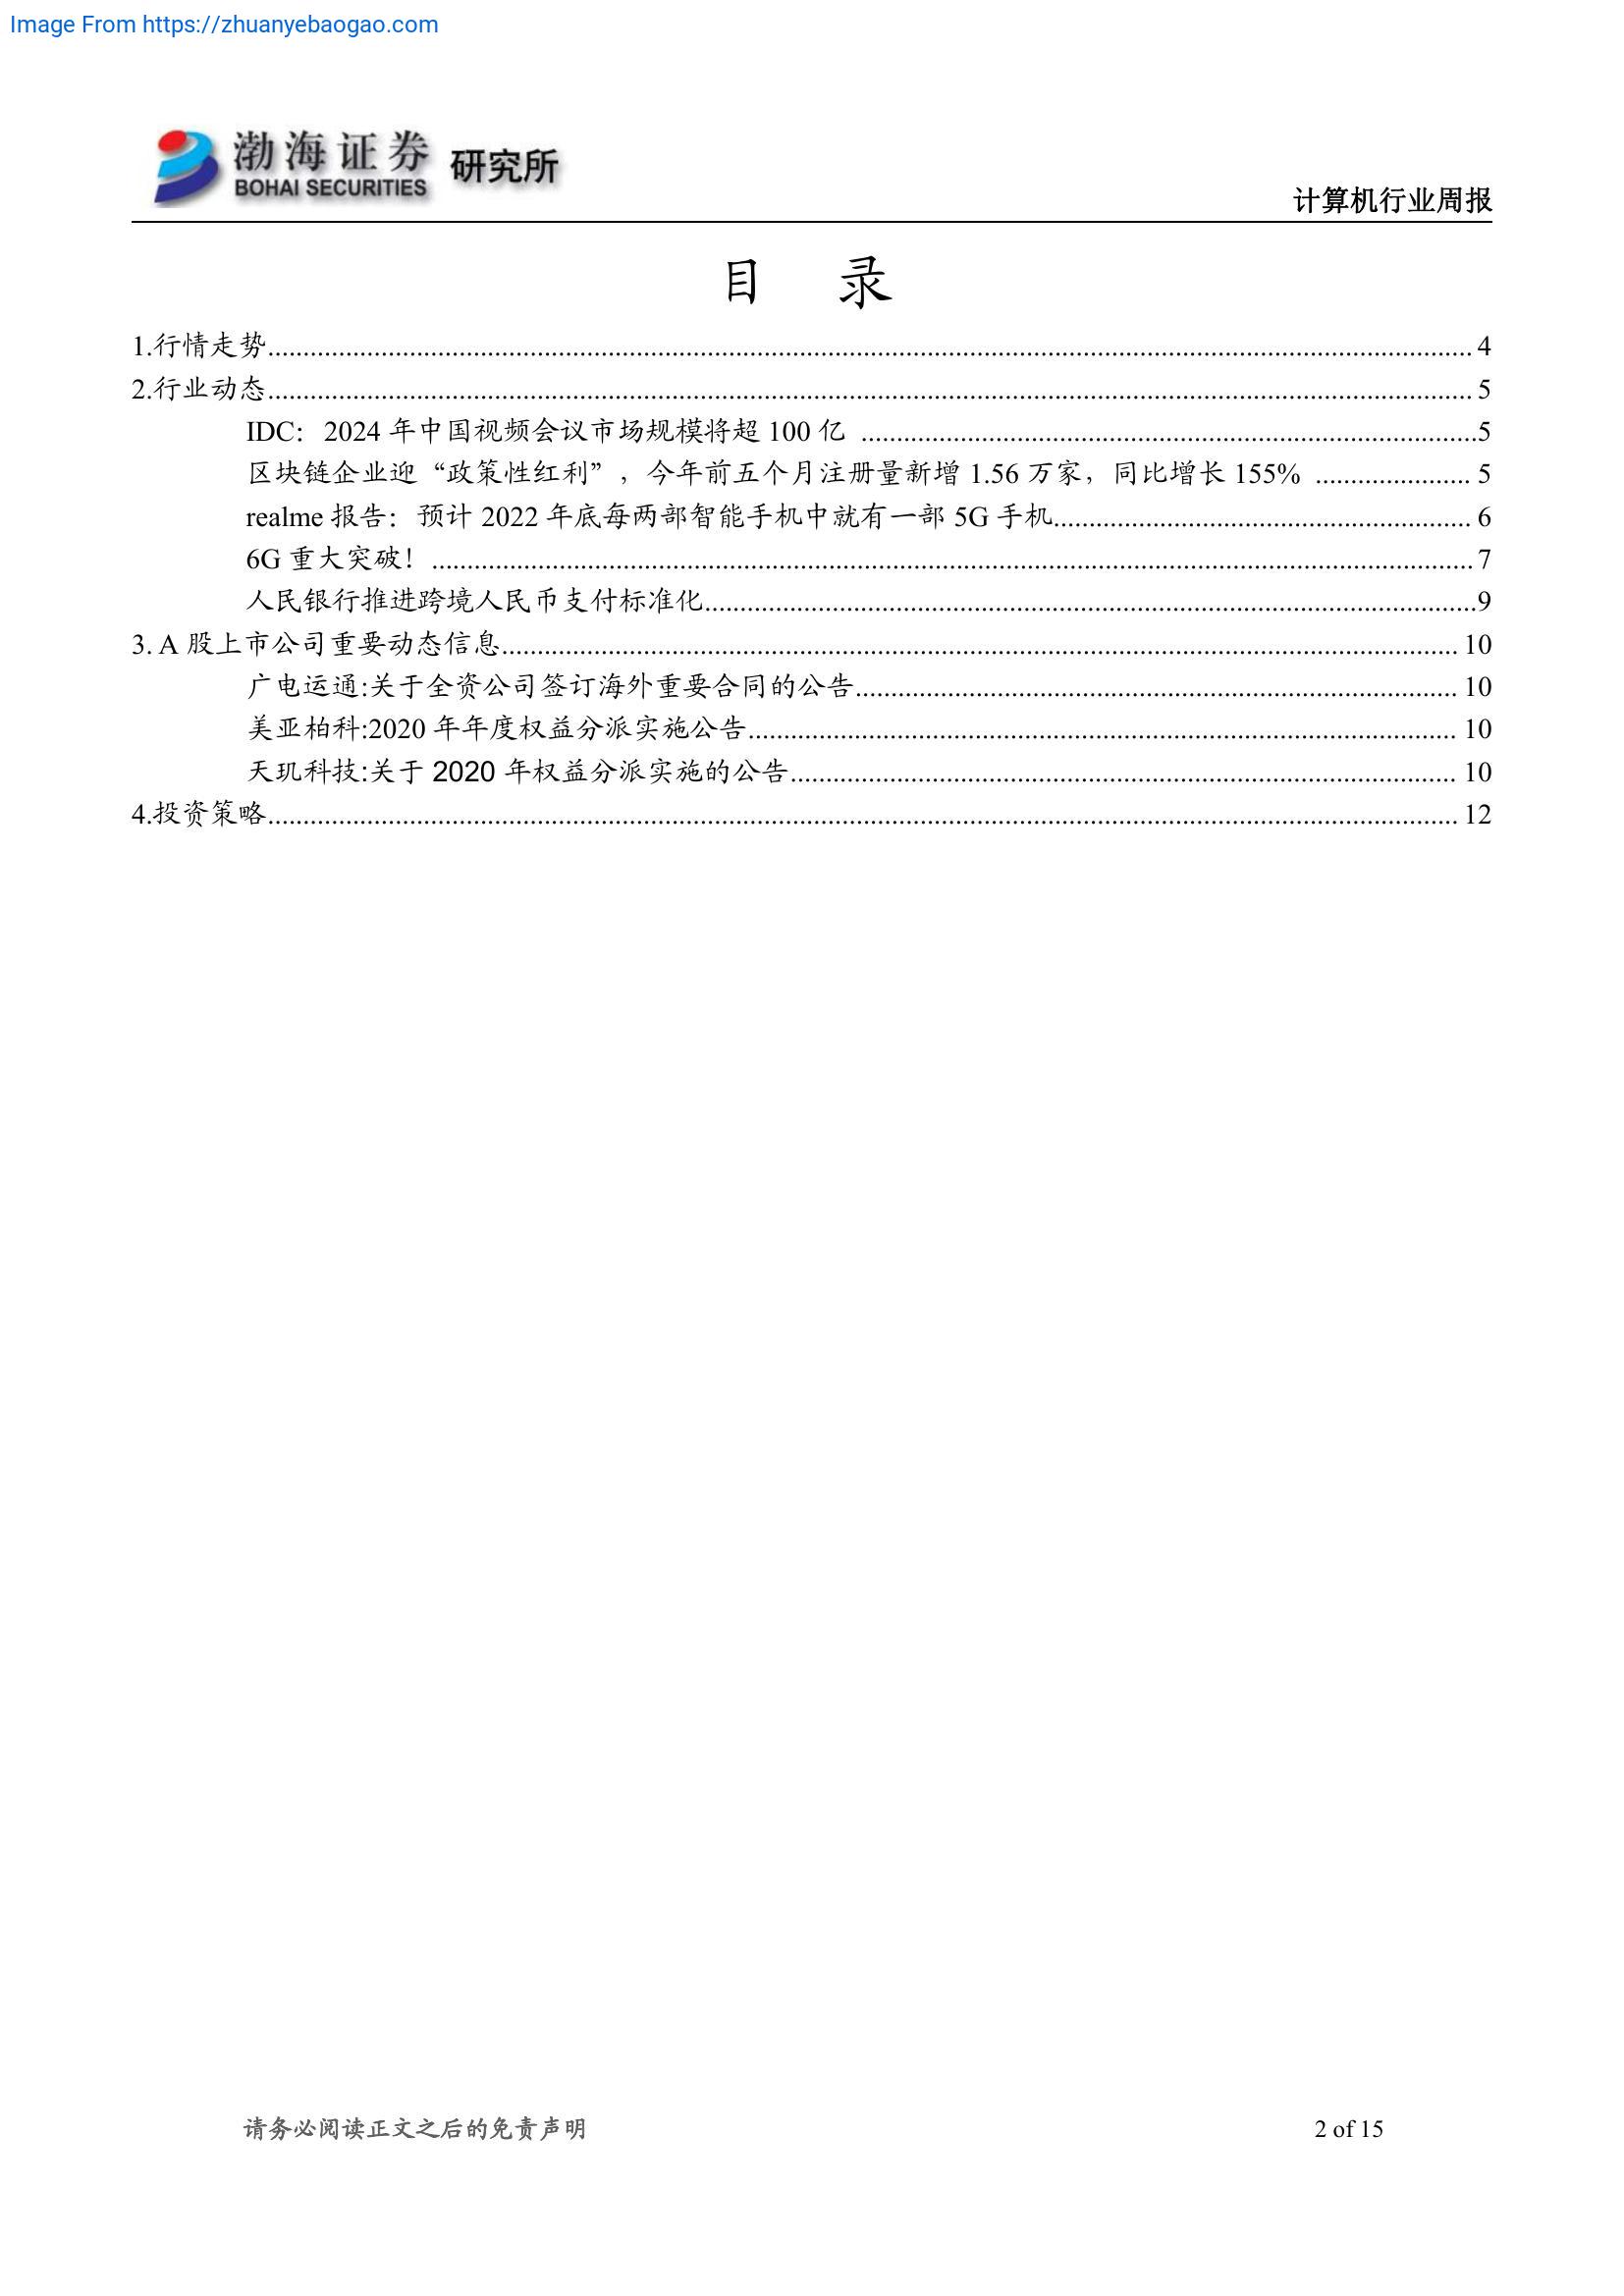 Image From https://zhuanyebaogao.com
渤海证券 研究所
BOHAI SECURITIES
计算机行业周报
目 录
1.行情走势 4
2.行业动态 5
IDC：2024 年中国视频会议市场规模将超 100 亿 5
区块链企业迎“政策性红利”，今年前五个月注册量新增 1.56 万家，同比增长 155% 5
realme 报告：预计 2022 年底每两部智能手机中就有一部 5G 手机 6
6G 重大突破！ 7
人民银行推进跨境人民币支付标准化 9
3. A 股上市公司重要动态信息 10
广电运通:关于全资公司签订海外重要合同的公告 10
美亚柏科:2020 年年度权益分派实施公告 10
天玑科技:关于 2020 年权益分派实施的公告 10
4.投资策略 12
请务必阅读正文之后的免责声明 2 of 15